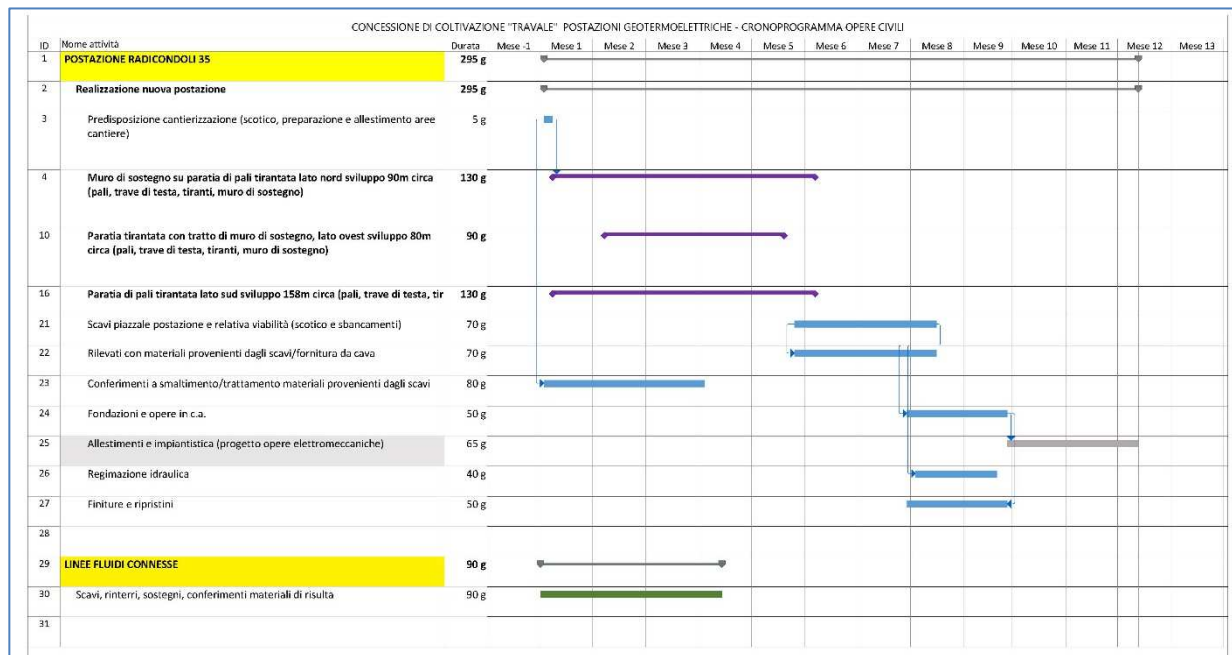 CONCESSIONE DI COLTIVAZIONE "TRAVALE" POSTAZIONI GEOTERMOELETTRICHE - CRONOPROGRAMMA OPERE CIVILI
ID Nome attività Durata Mese -1 Mese 1 Mese 2 Mese 3 Mese 4 Mese 5 Mese 6 Mese 7 Mese 8 Mese 9 Mese 10 Mese 11 Mese 12 Mese 13
1 POSTAZIONE RADICONDOLI 35 295 g
2 Realizzazione nuova postazione 295 g
3 Predisposizione cantierizzazione (scotico, preparazione e allestimento aree 5 g
cantiere)
4 Muro di sostegno su paratia di pali tirantata lato nord sviluppo 90m circa 130 g
(pali, trave di testa, tiranti, muro di sostegno)
10 Paratia tirantata con tratto di muro di sostegno, lato ovest sviluppo 80m 90 g
circa (pali, trave di testa, tiranti, muro di sostegno)
16 Paratia di pali tirantata lato sud sviluppo 158m circa (pali, trave di testa, tir 130 g
21 Scavi piazzale postazione e relativa viabilità (scotico e sbancamenti) 70 g
22 Rilevati con materiali provenienti dagli scavi/fornitura da cava 70 g
23 Conferimenti a smaltimento/trattamento materiali provenienti dagli scavi 80 g
24 Fondazioni e opere in c.a. 50 g
25 Allestimenti e impiantistica (progetto opere elettromeccaniche) 65 g
26 Regimazione idraulica 40 g
27 Finiture e ripristini 50 g
28
29 LINEE FLUIDI CONNESSE 90 g
30 Scavi, rinterri, sostegni, conferimenti materiali di risulta 90 g
31